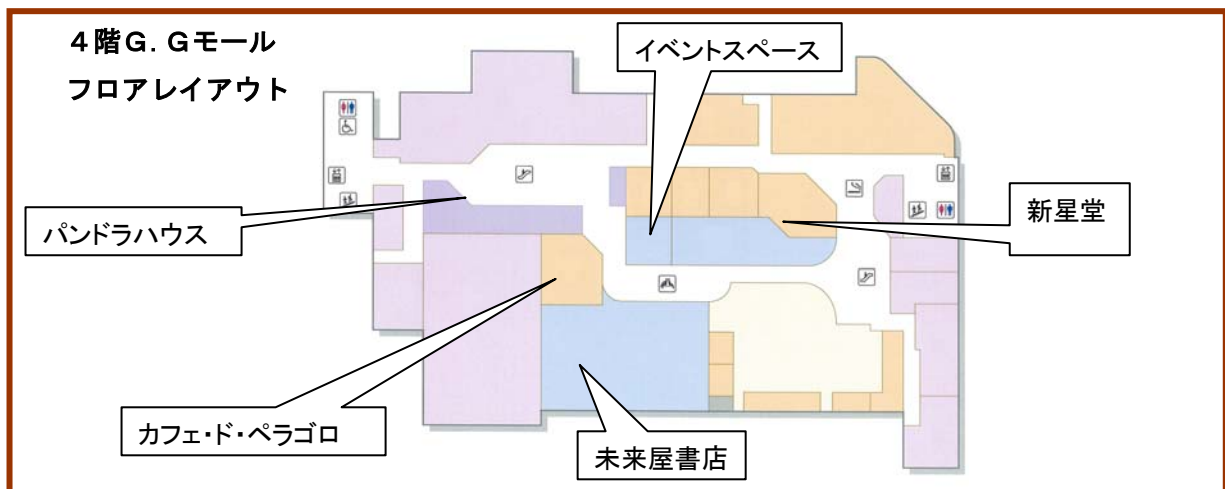 4階G.Gモール
フロアレイアウト
イベントスペース
新星堂
パンドラハウス
カフェ・ド・ペラゴロ
未来屋書店